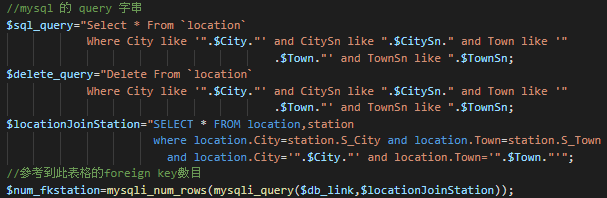 //mysql 的 query 字串
$sql_query="Select * From `location`
Where City like '".$City."' and CitySn like ".$CitySn." and Town like '"
.$Town."' and TownSn like ".$TownSn;
$delete_query="Delete From `location`
Where City like '".$City."' and CitySn like ".$CitySn." and Town like '"
.$Town."' and TownSn like ".$TownSn;
$locationJoinStation="SELECT * FROM location,station
where location.City=station.S_City and location.Town=station.S_Town
and location.City='".$City."' and location.Town='".$Town."'";
//參考到此表格的foreign key數目
$num_fkstation=mysqli_num_rows(mysqli_query($db_link,$locationJoinStation));